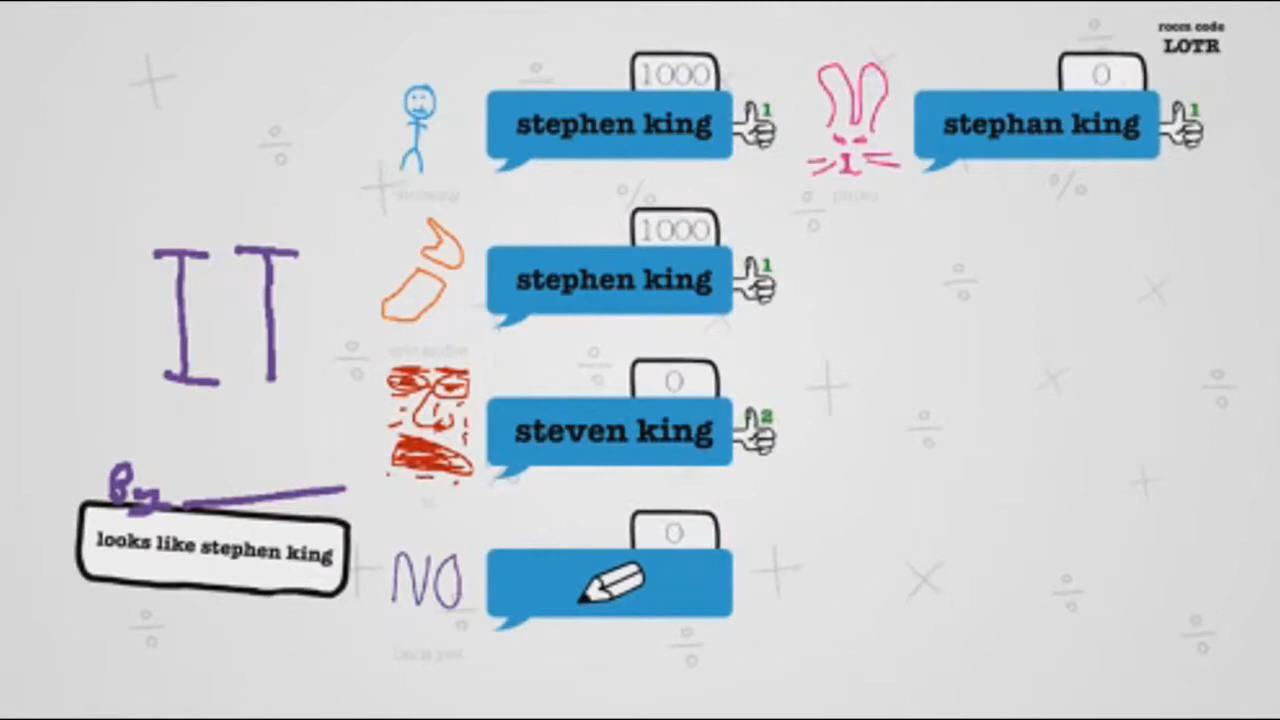 room code
LOTR
1000
stephen king
1
0
stephan king
1
1000
stephen king
1
0
steven king
2
0
NO
IT
By
looks like stephen king